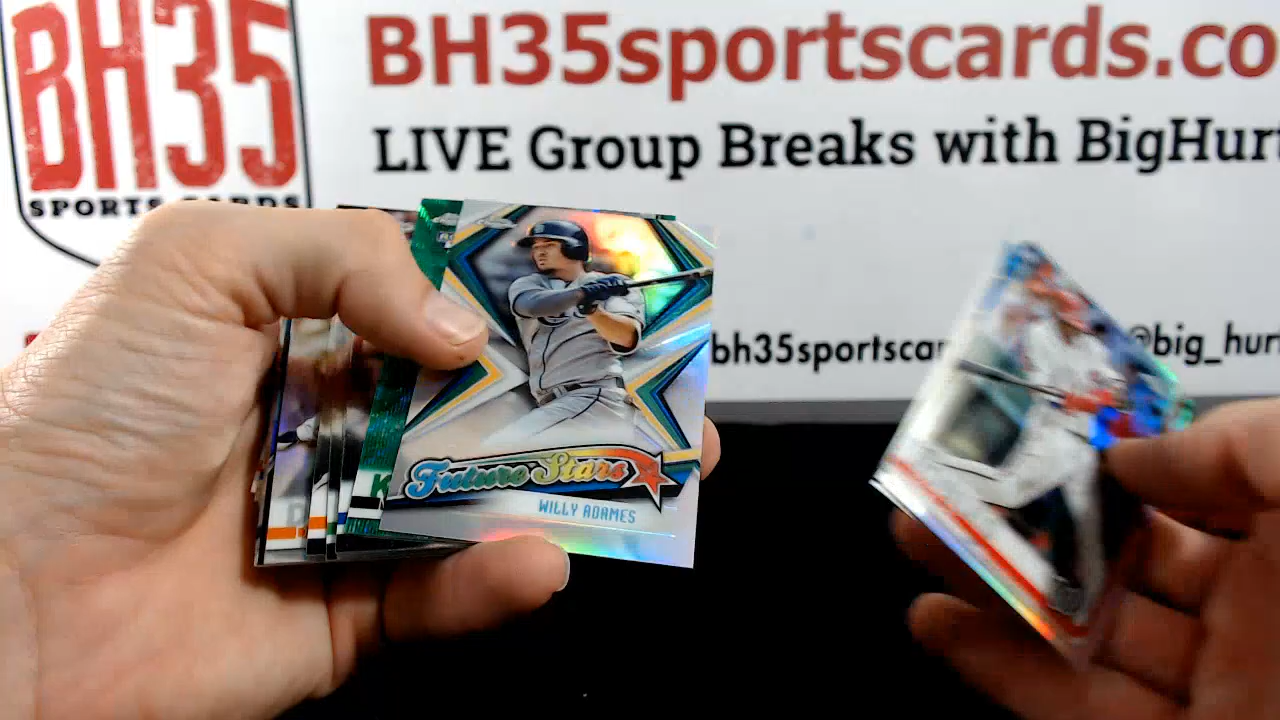 BH35
SPORTS CARDS
BH35sportscards.co
LIVE Group Breaks with BigHurt
bh35sportscar
@big_hur
Future Stars
WILLY ADAMES
K
D